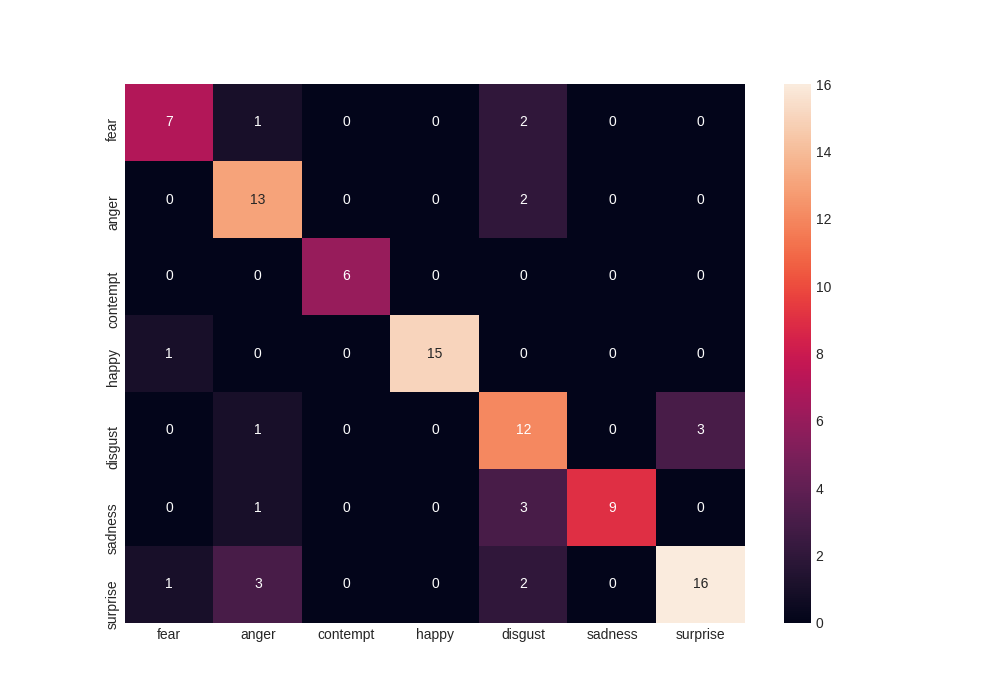 16
fear 7 1 0 0 2 0 0
14
anger 0 13 0 0 2 0 0
12
contempt 0 0 6 0 0 0 0
10
happy 1 0 0 15 0 0 0
8
6
disgust 0 1 0 0 12 0 3
4
sadness 0 1 0 0 3 9 0
2
surprise 1 3 0 0 2 0 16
0
fear anger contempt happy disgust sadness surprise